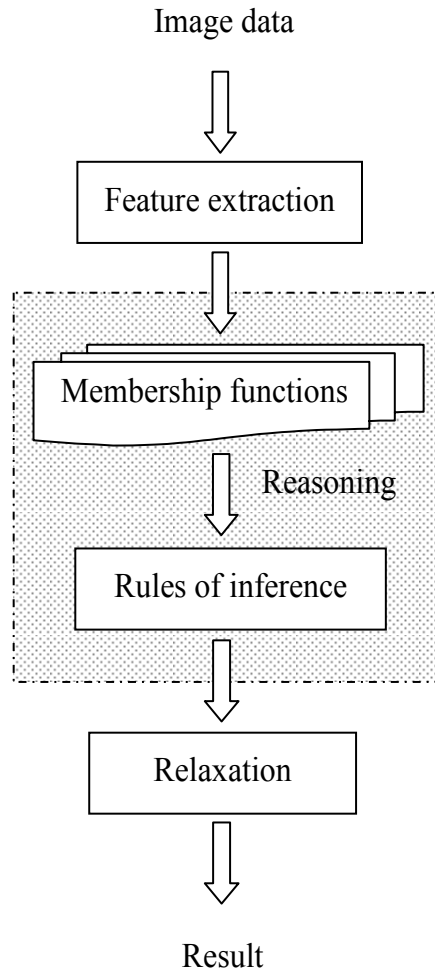 Image data
Feature extraction
Membership functions
Reasoning
Rules of inference
Relaxation
Result